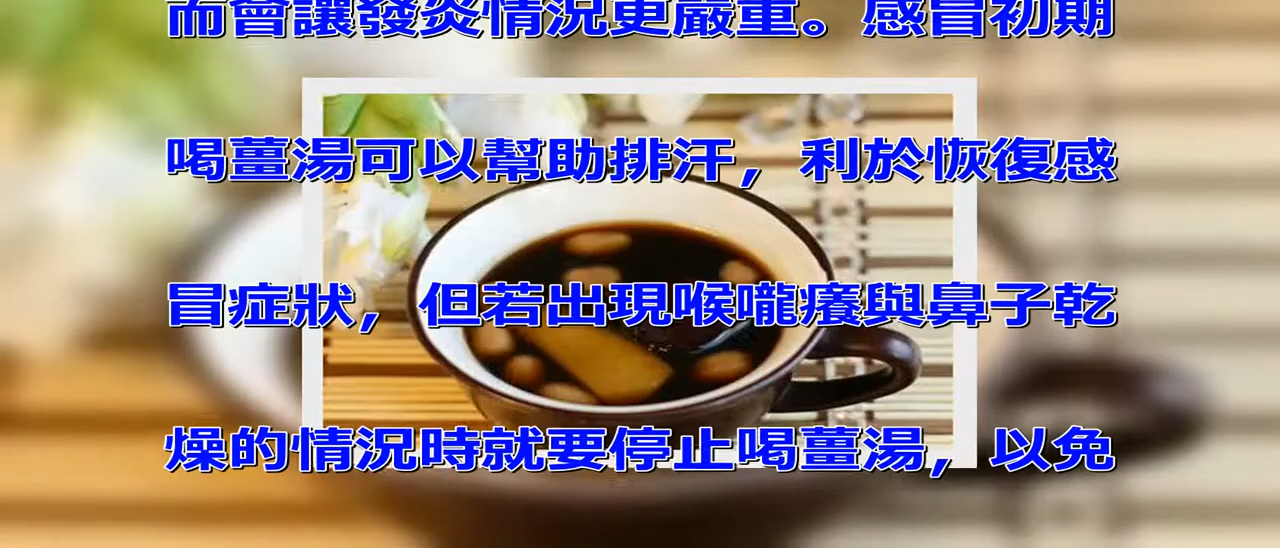 而會讓發炎情況更嚴重。感冒初期
喝薑湯可以幫助排汗，利於恢復感
冒症狀，但若出現喉嚨癢與鼻子乾
燥的情況時就要停止喝薑湯，以免